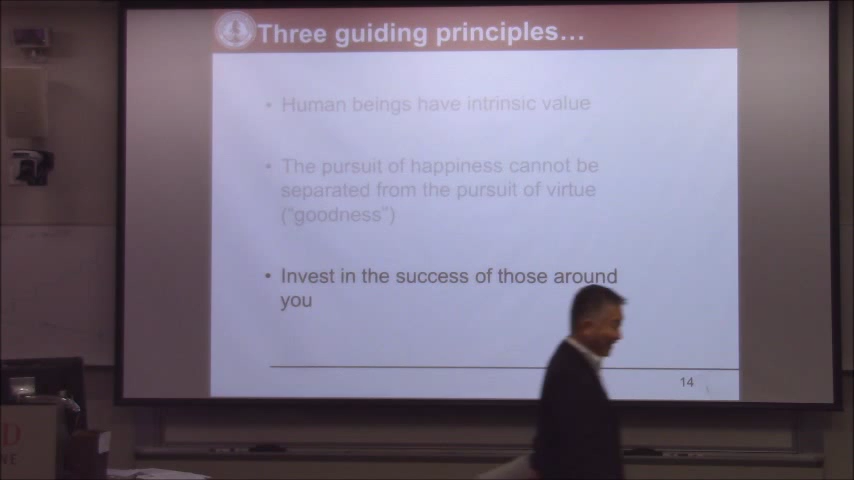 Three guiding principles...
• Human beings have intrinsic value
• The pursuit of happiness cannot be
separated from the pursuit of virtue
("goodness")
• Invest in the success of those around
you
14
D
NE